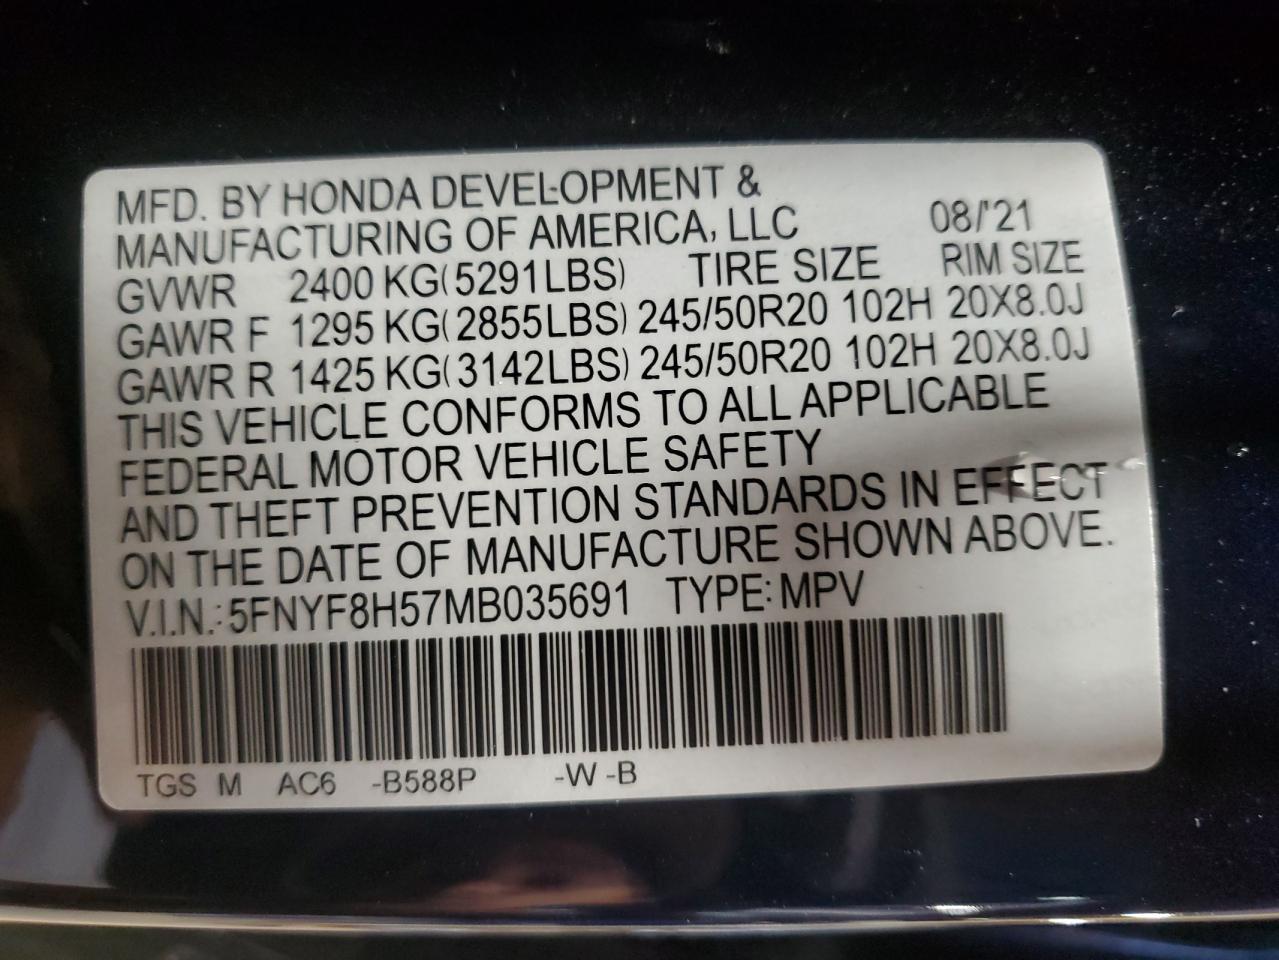 MFD. BY HONDA DEVELOPMENT &
MANUFACTURING OF AMERICA, LLC 08/'21
GVWR 2400 KG(5291LBS) TIRE SIZE RIM SIZE
GAWR F 1295 KG(2855LBS) 245/50R20 102H 20X8.0J
GAWR R 1425 KG(3142LBS) 245/50R20 102H 20X8.0J
THIS VEHICLE CONFORMS TO ALL APPLICABLE
FEDERAL MOTOR VEHICLE SAFETY
AND THEFT PREVENTION STANDARDS IN EFFECT
ON THE DATE OF MANUFACTURE SHOWN ABOVE.
V.I.N.: 5FNYF8H57MB035691 TYPE: MPV
TGS M AC6 -B588P -W -B